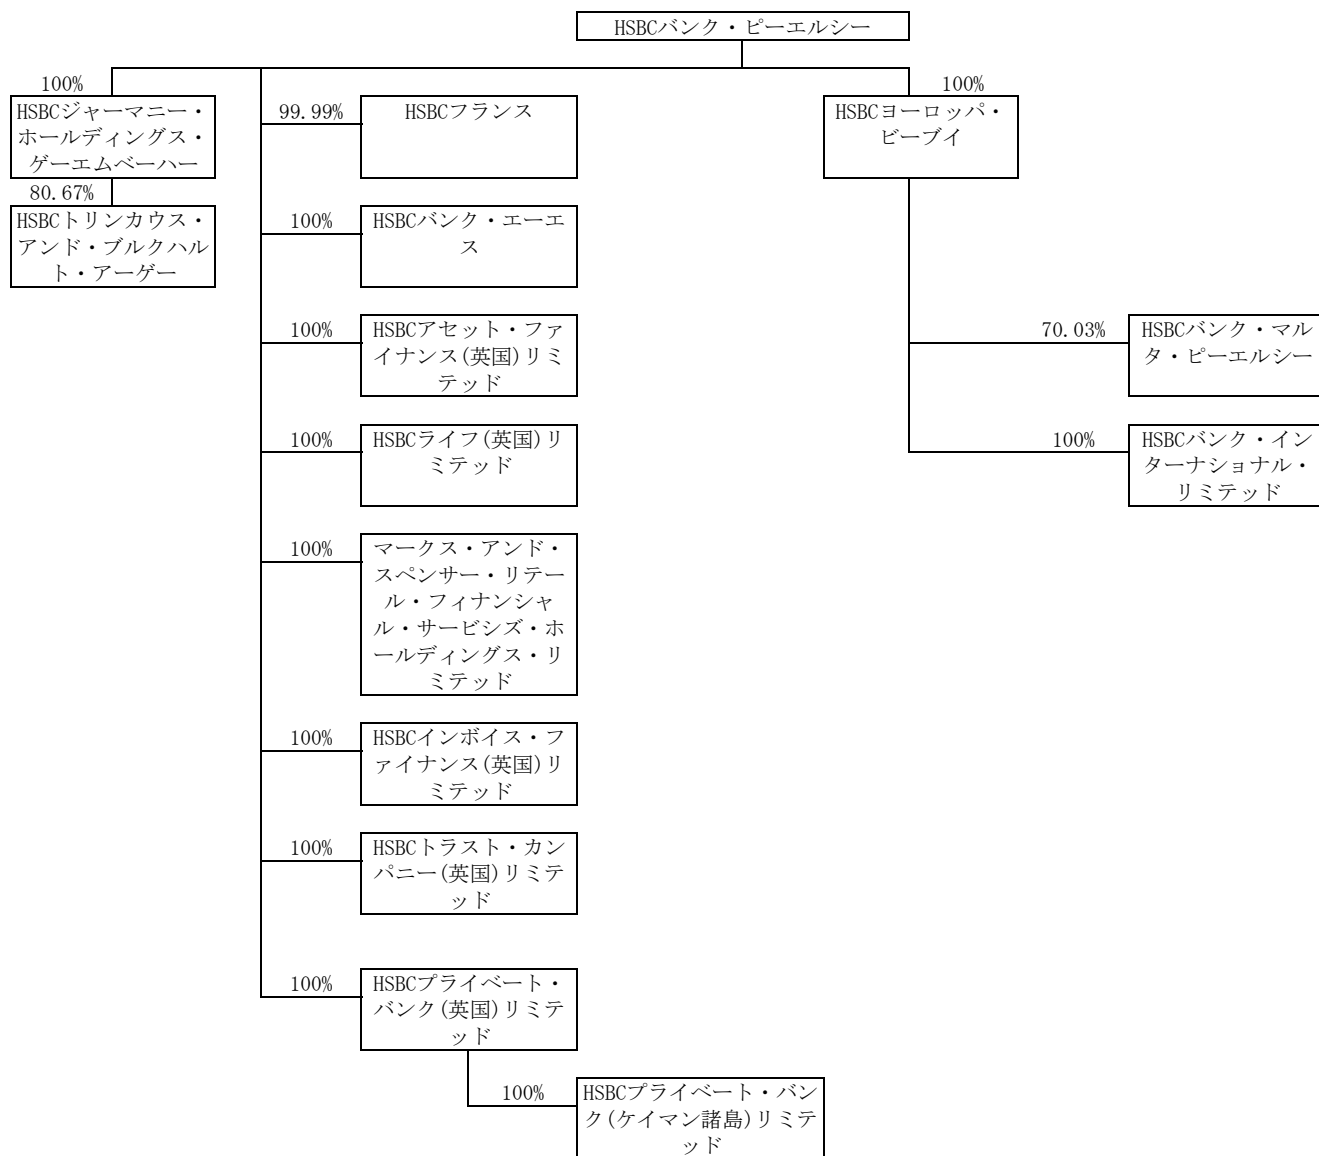 HSBCバンク・ピーエルシー
100%
HSBCジャーマニー・
ホールディングス・
ゲーエムベーハー
80.67%
HSBCトリンカウス・
アンド・ブルクハル
ト・アーゲー
99.99%
HSBCフランス
100%
HSBCバンク・エーエ
ス
100%
HSBCアセット・ファ
イナンス(英国)リミ
テッド
100%
HSBCライフ(英国)リ
ミテッド
100%
マークス・アンド・
スペンサー・リテー
ル・フィナンシャ
ル・サービシズ・ホ
ールディングス・リ
ミテッド
100%
HSBCインボイス・フ
ァイナンス(英国)リ
ミテッド
100%
HSBCトラスト・カン
パニー(英国)リミテ
ッド
100%
HSBCプライベート・
バンク(英国)リミテ
ッド
100%
HSBCプライベート・バン
ク(ケイマン諸島)リミテ
ッド
100%
HSBCヨーロッパ・
ビーブイ
70.03%
HSBCバンク・マル
タ・ピーエルシー
100%
HSBCバンク・イン
ターナショナル・
リミテッド